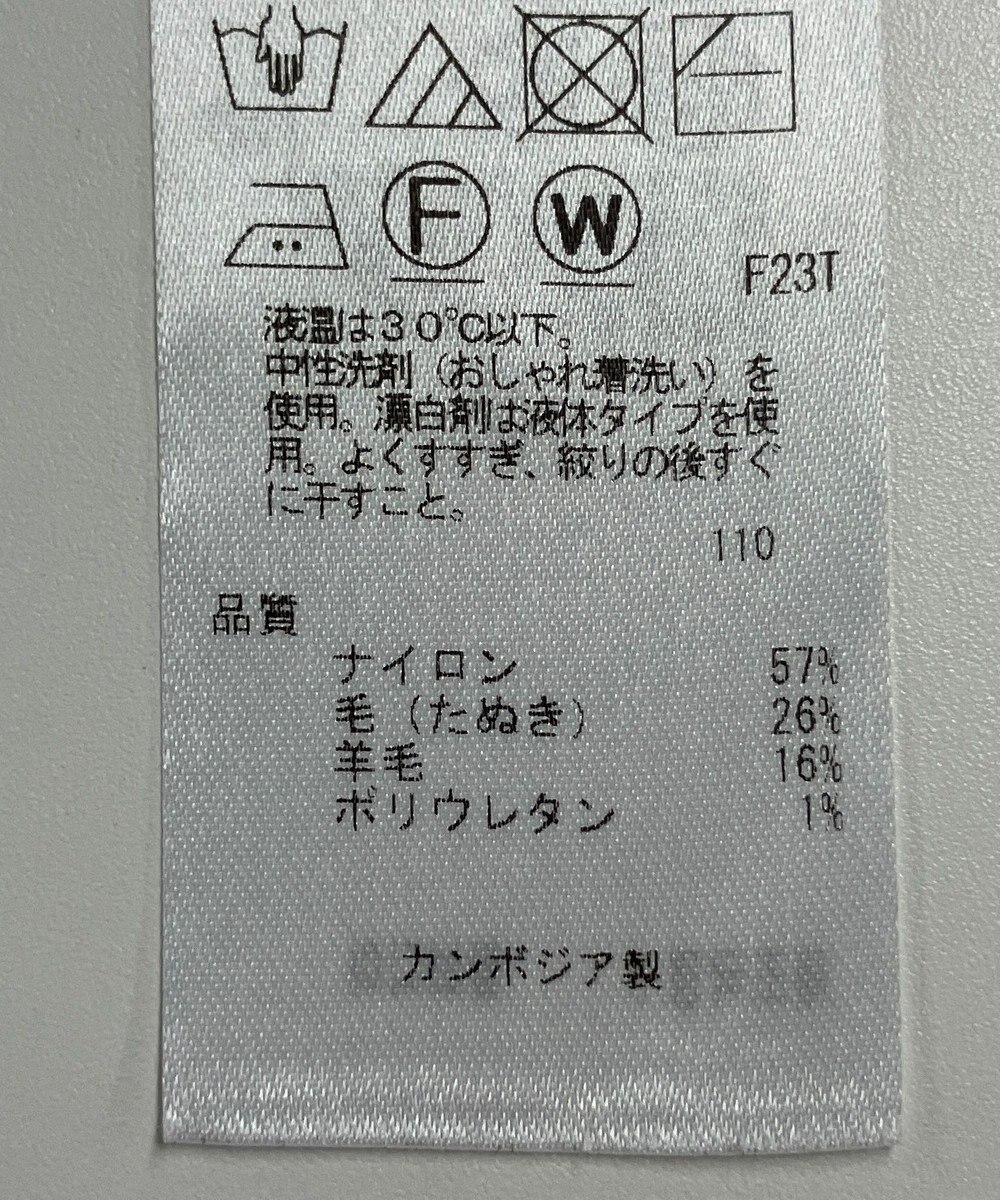 F
W
F23T
液温は30℃以下。
中性洗剤（おしゃれ着洗い）を
使用。漂白剤は液体タイプを使
用。よくすすぎ、絞りの後すぐ
に干すこと。
110
品質
ナイロン 57%
毛（たぬき） 26%
羊毛 16%
ポリウレタン 1%
カンボジア製